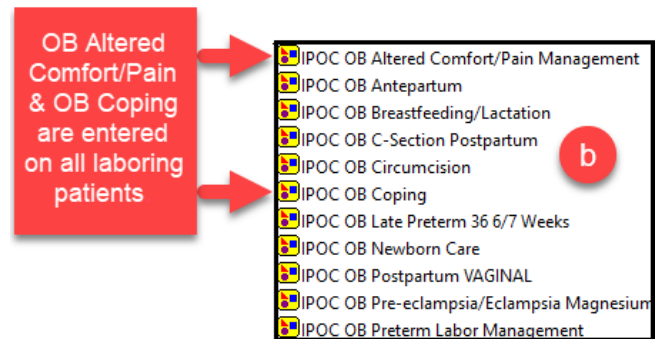 OB Altered
Comfort/Pain
& OB Coping
are entered
on all laboring
patients
IPOC OB Altered Comfort/Pain Management
IPOC OB Antepartum
IPOC OB Breastfeeding/Lactation
IPOC OB C-Section Postpartum
IPOC OB Circumcision
IPOC OB Coping
IPOC OB Late Preterm 36 6/7 Weeks
IPOC OB Newborn Care
IPOC OB Postpartum VAGINAL
IPOC OB Pre-eclampsia/Eclampsia Magnesium
IPOC OB Preterm Labor Management
b